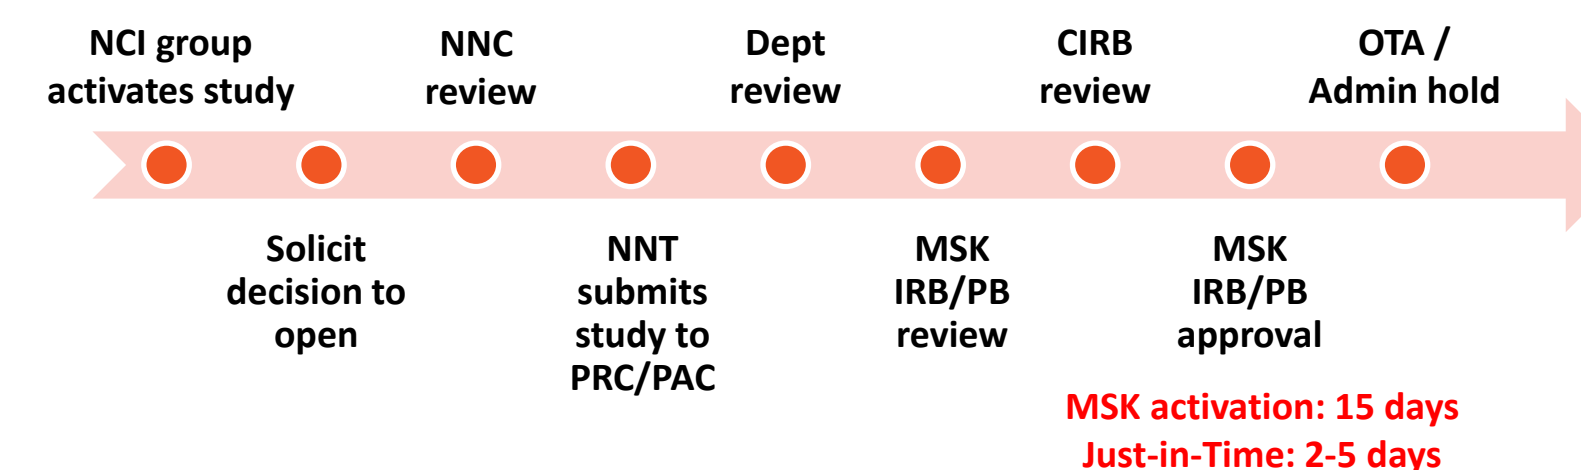 NCI group
activates study
Solicit
decision to
open
NNC
review
NNT
submits
study to
PRC/PAC
Dept
review
MSK
IRB/PB
review
CIRB
review
MSK
IRB/PB
approval
OTA /
Admin hold
MSK activation: 15 days
Just-in-Time: 2-5 days